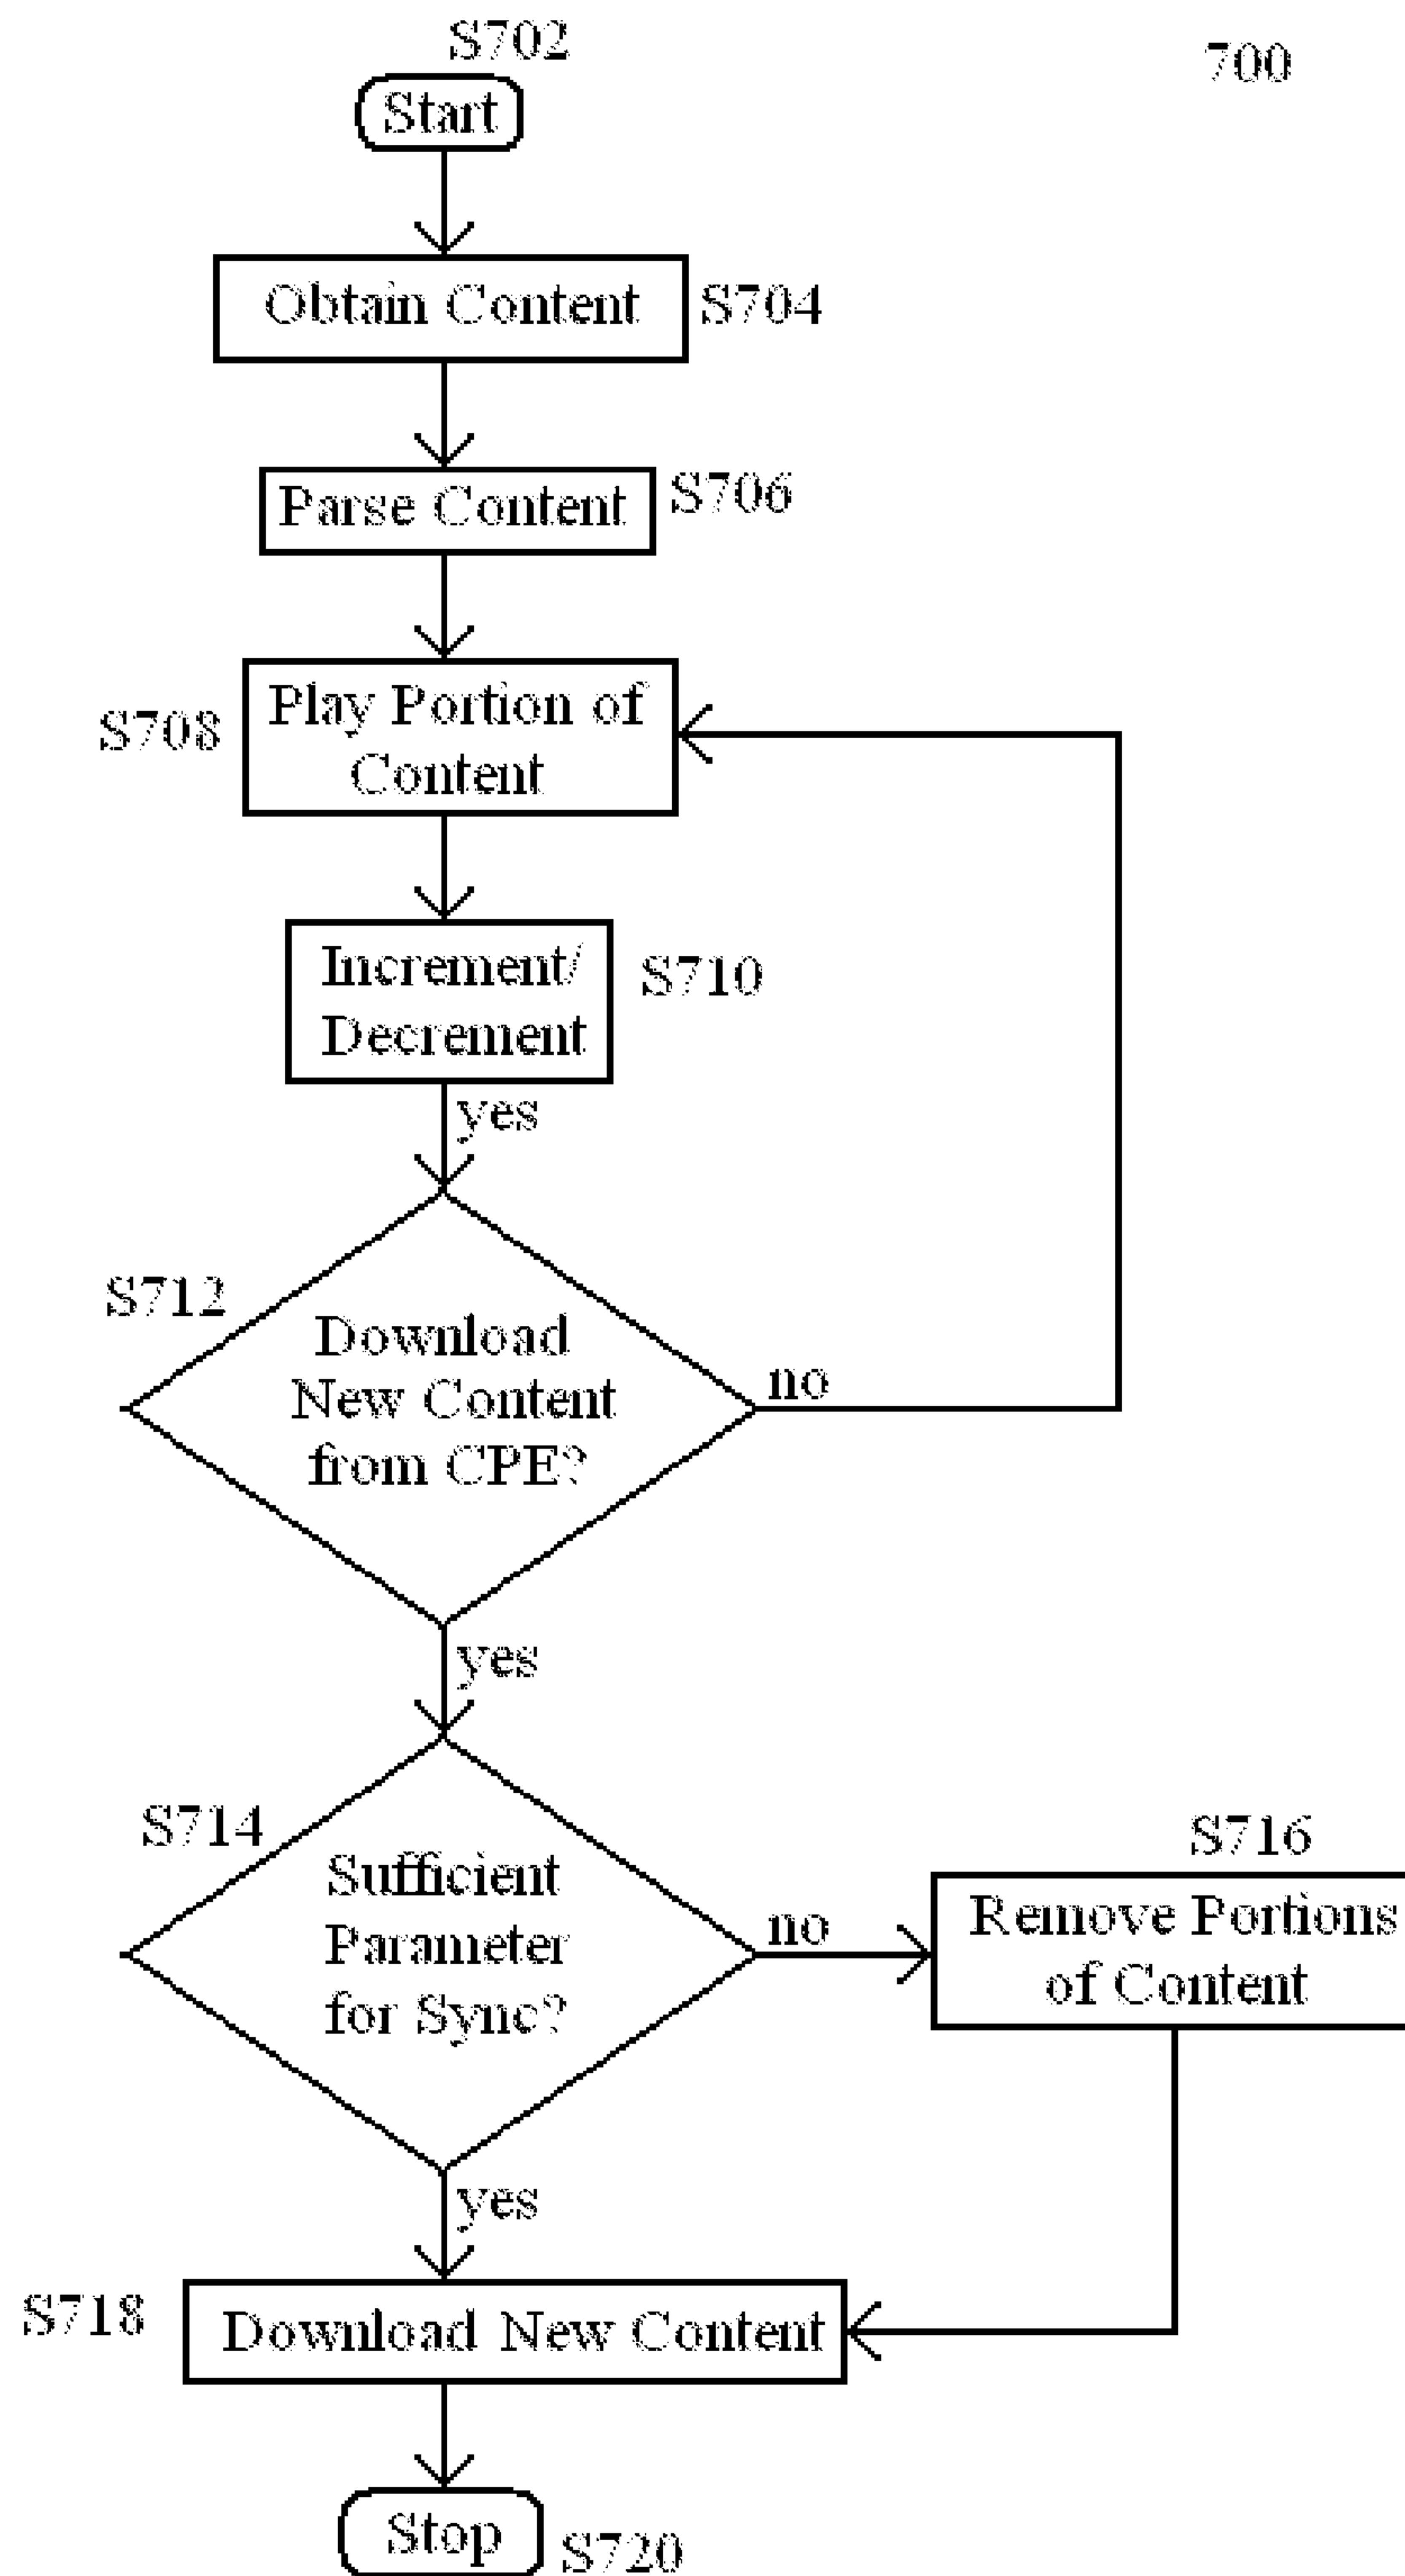 S702
700
Start
Obtain Content
S704
Parse Content
S706
S708
Play Portion of
Content
Increment/
Decrement
S710
yes
S712
Download
New Content
from CPE?
no
yes
S714
Sufficient
Parameter
for Sync?
no
S716
Remove Portions
of Content
yes
S718
Download New Content
Stop
S720